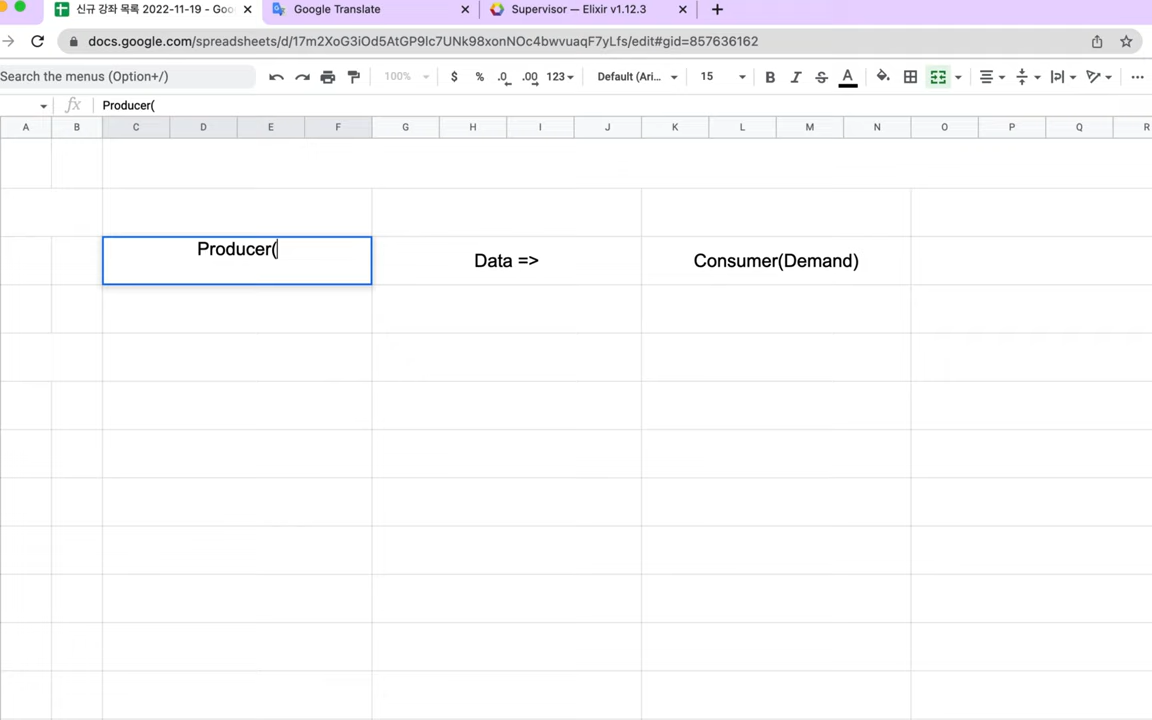 신규 강좌 목록 2022-11-19 - Goo
Google Translate
Supervisor — Elixir v1.12.3
docs.google.com/spreadsheets/d/17m2XoG3iOd5AtGP9lc7UNk98xonNOc4bwvuaqF7yLfs/edit#gid=857636162
Search the menus (Option+/)
100%
$
%
.0
.00
123
Default (Ari...
15
B
I
S
A
fx
Producer(
A B C D E F G H I J K L M N O P Q R
Producer(
Data =>
Consumer(Demand)